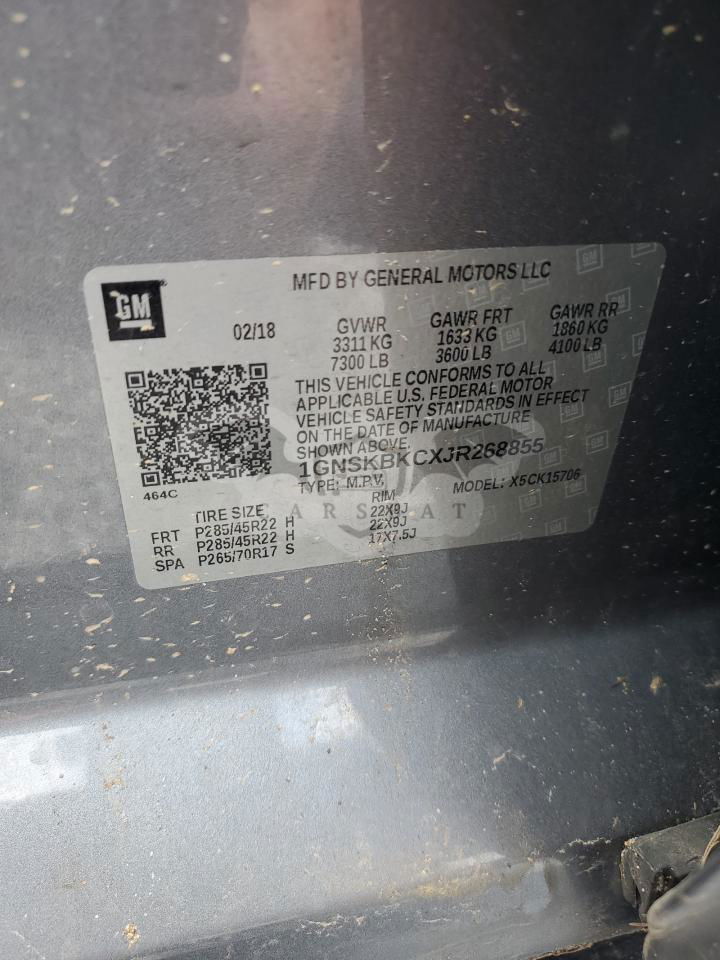 GM
MFD BY GENERAL MOTORS LLC
02/18
GVWR
3311 KG
7300 LB
GAWR FRT
1633 KG
3600 LB
GAWR RR
1860 KG
4100 LB
THIS VEHICLE CONFORMS TO ALL
APPLICABLE U.S. FEDERAL MOTOR
VEHICLE SAFETY STANDARDS IN EFFECT
ON THE DATE OF MANUFACTURE
SHOWN ABOVE.
1GNSKBKCXJR268855
TYPE: M.P.V. MODEL: X5CK15706
464C
TIRE SIZE RIM
FRT P285/45R22 H 22X9J
RR P285/45R22 H 22X9J
SPA P265/70R17 S 17X7.5J